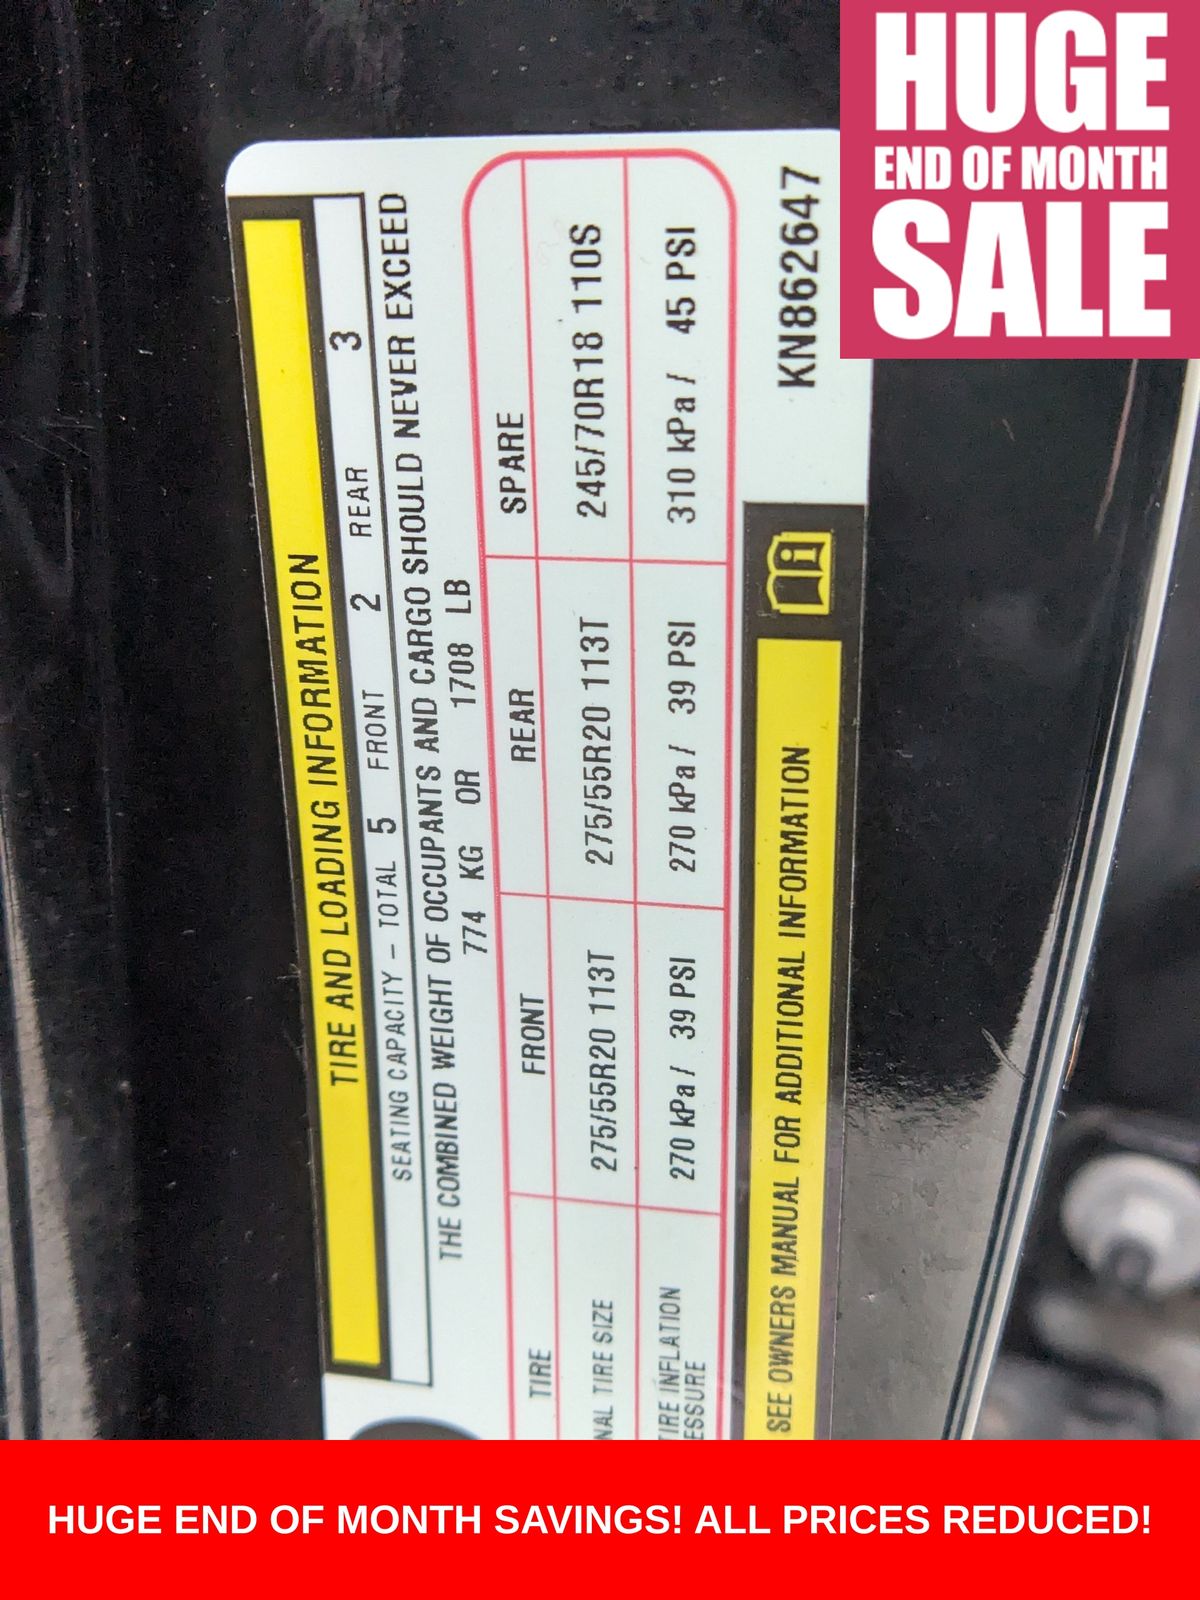 HUGE
END OF MONTH
SALE
TIRE AND LOADING INFORMATION
SEATING CAPACITY - TOTAL 5 FRONT 2 REAR 3
THE COMBINED WEIGHT OF OCCUPANTS AND CARGO SHOULD NEVER EXCEED
774 KG OR 1708 LB
TIRE FRONT REAR SPARE
NAL TIRE SIZE 275/55R20 113T 275/55R20 113T 245/70R18 110S
TIRE INFLATION
ESSURE 270 kPa / 39 PSI 270 kPa / 39 PSI 310 kPa / 45 PSI
SEE OWNERS MANUAL FOR ADDITIONAL INFORMATION
KN862647
HUGE END OF MONTH SAVINGS! ALL PRICES REDUCED!